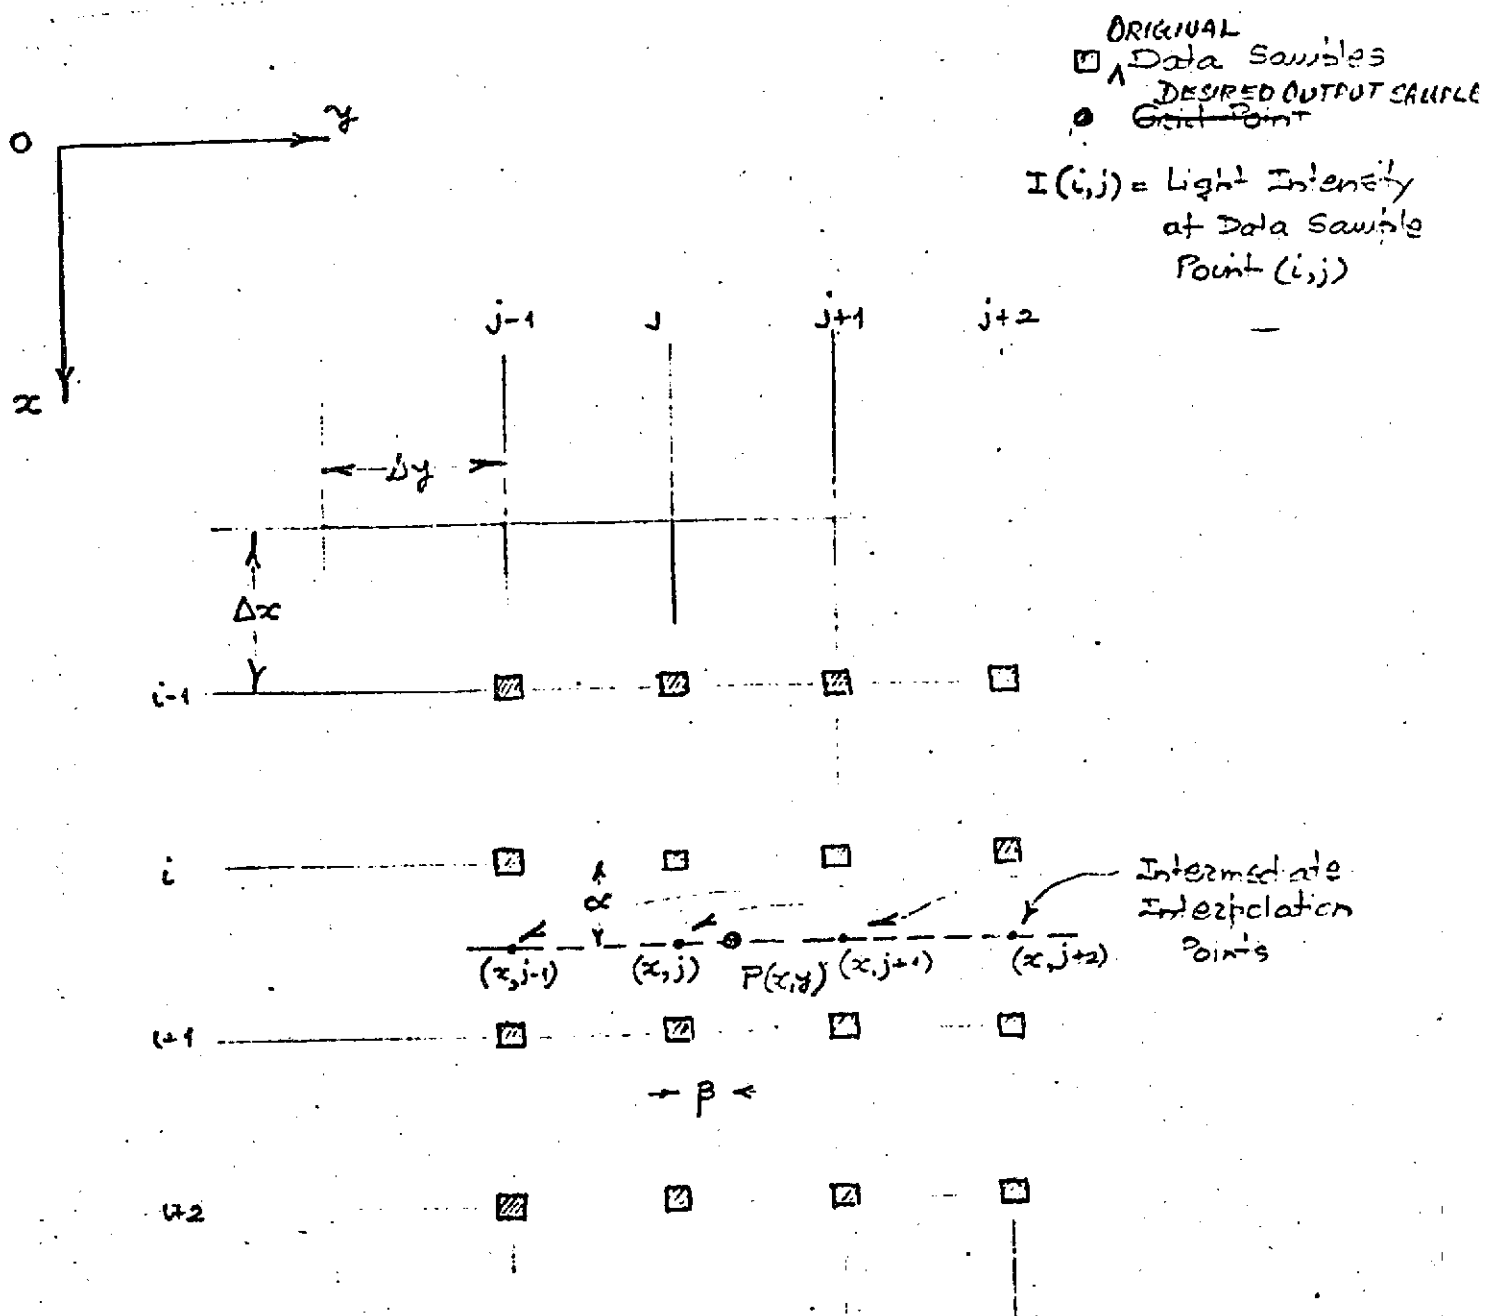 ORIGINAL
Data Samples
DESIRED OUTPUT SAMPLE
Grid Point
I(i,j) = Light Intensity
at Data Sample
Point (i,j)
O
y
x
j-1 j j+1 j+2
Δy
Δx
i-1
i
α
Intermediate
Interpolation
Points
(x,j-1) (x,j) P(x,y) (x,j+1) (x,j+2)
i+1
β
i+2